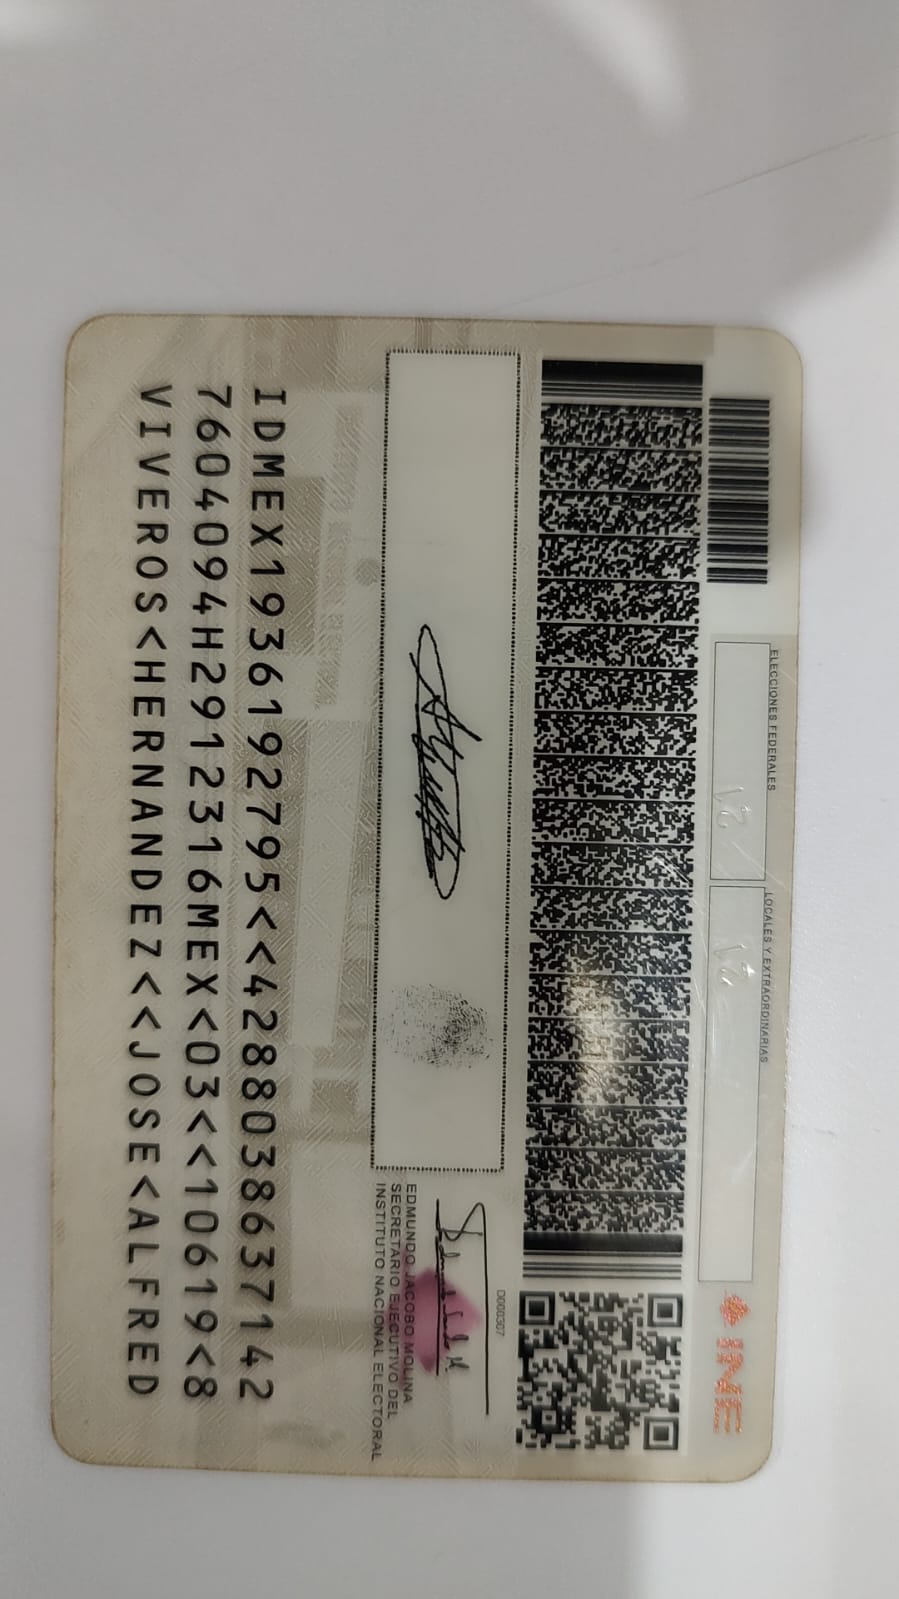 ELECCIONES FEDERALES
LOCALES Y EXTRAORDINARIAS
INE
D000307
EDMUNDO JACOBO MOLINA
SECRETARIO EJECUTIVO DEL
INSTITUTO NACIONAL ELECTORAL
IDMEX1936192795<<4288038637142
7604094H2912316MEX<03<<10619<8
VIVEROS<HERNANDEZ<<JOSE<ALFRED